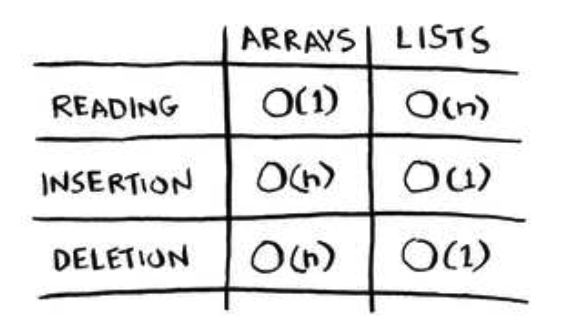 ARRAYS LISTS
READING O(1) O(n)
INSERTION O(n) O(1)
DELETION O(n) O(1)